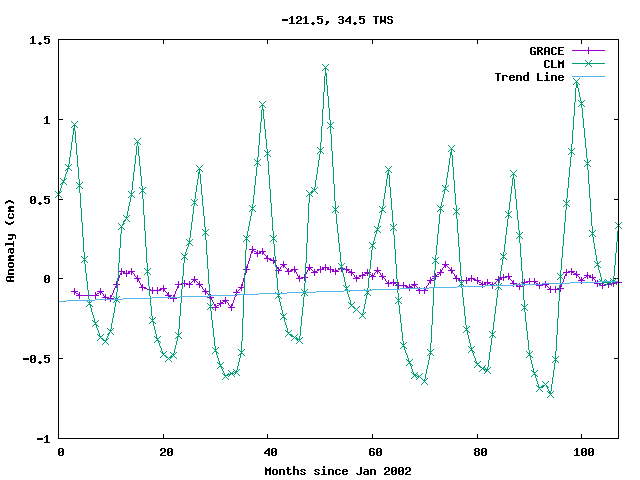 -121.5, 34.5 TWS
GRACE
CLM
Trend Line
1.5
1
0.5
0
-0.5
-1
Anomaly (cm)
0 20 40 60 80 100
Months since Jan 2002